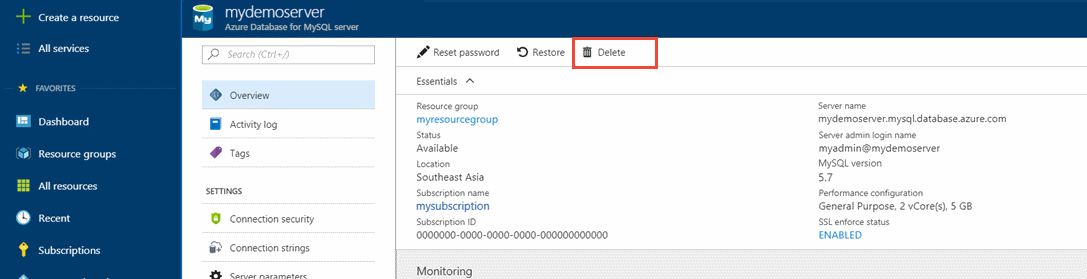 Create a resource
All services
FAVORITES
Dashboard
Resource groups
All resources
Recent
Subscriptions
My
mydemoserver
Azure Database for MySQL server
Search (Ctrl+/)
Overview
Activity log
Tags
SETTINGS
Connection security
Connection strings
Server parameters
Reset password
Restore
Delete
Essentials
Resource group
myresourcegroup
Status
Available
Location
Southeast Asia
Subscription name
mysubscription
Subscription ID
0000000-0000-0000-0000-000000000000
Server name
mydemoserver.mysql.database.azure.com
Server admin login name
myadmin@mydemoserver
MySQL version
5.7
Performance configuration
General Purpose, 2 vCore(s), 5 GB
SSL enforce status
ENABLED
Monitoring